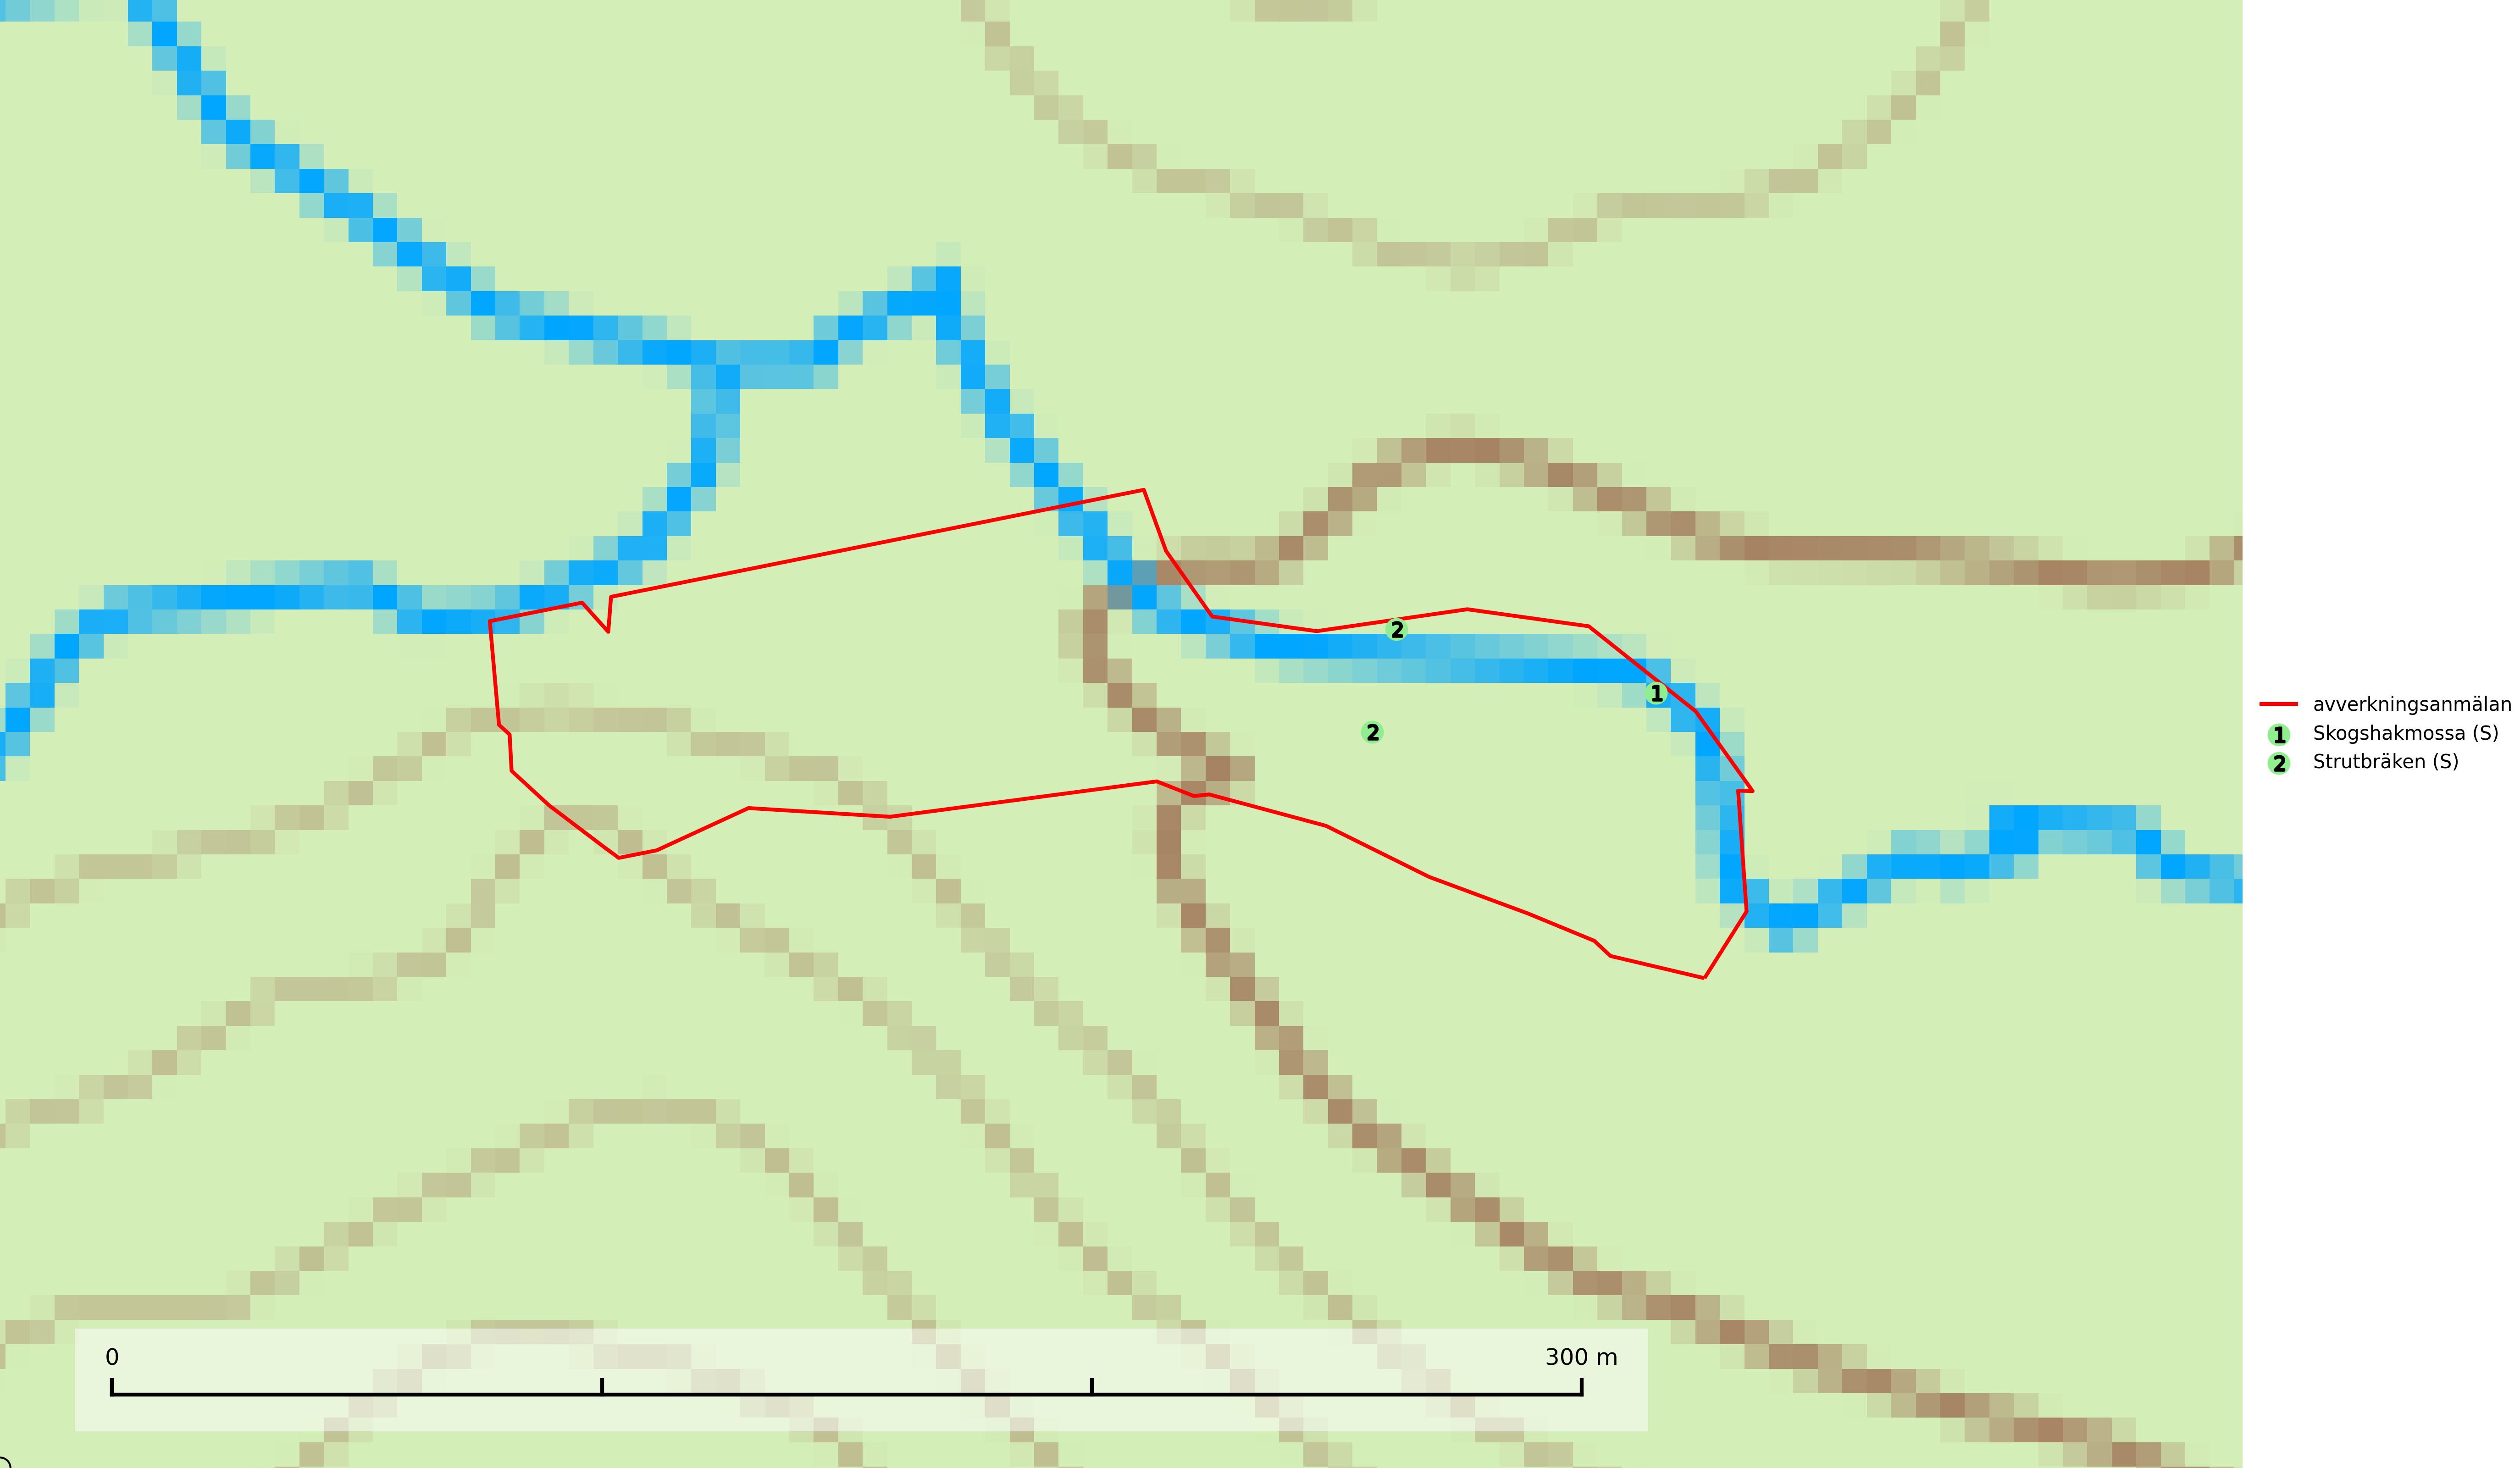 2
1
2
avverkningsanmälan
1 Skogshakmossa (S)
2 Strutbräken (S)
0 300 m